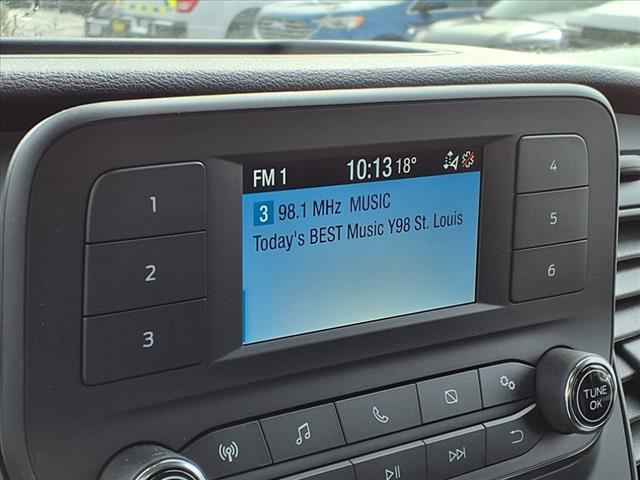 FM 1 10:13 18°
3 98.1 MHz MUSIC
Today's BEST Music Y98 St. Louis
1
2
3
4
5
6
TUNE
OK